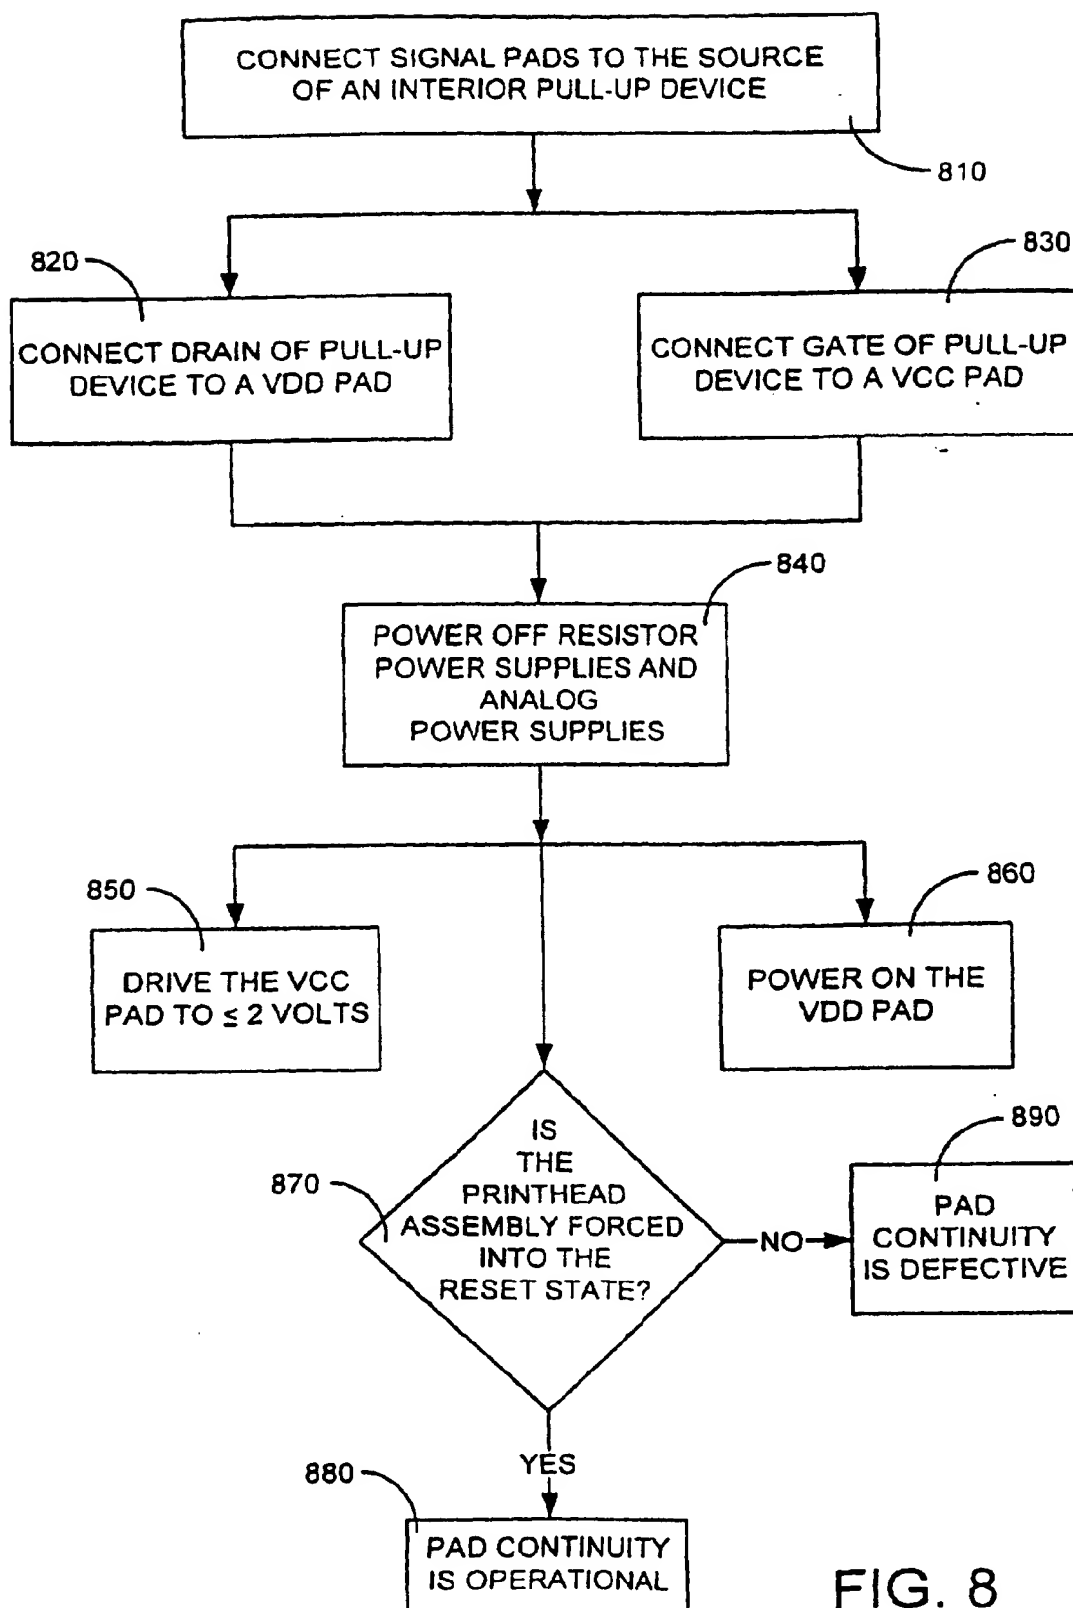 CONNECT SIGNAL PADS TO THE SOURCE
OF AN INTERIOR PULL-UP DEVICE
810
820
830
CONNECT DRAIN OF PULL-UP
DEVICE TO A VDD PAD
CONNECT GATE OF PULL-UP
DEVICE TO A VCC PAD
840
POWER OFF RESISTOR
POWER SUPPLIES AND
ANALOG
POWER SUPPLIES
850
860
DRIVE THE VCC
PAD TO ≤ 2 VOLTS
POWER ON THE
VDD PAD
870
IS
THE
PRINTHEAD
ASSEMBLY FORCED
INTO THE
RESET STATE?
NO
890
PAD
CONTINUITY
IS DEFECTIVE
YES
880
PAD CONTINUITY
IS OPERATIONAL
FIG. 8